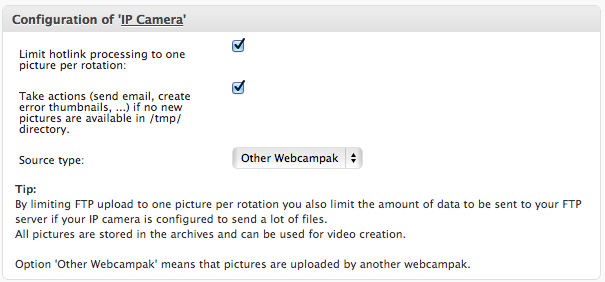 Configuration of 'IP Camera'
Limit hotlink processing to one
picture per rotation:
Take actions (send email, create
error thumbnails, ...) if no new
pictures are available in /tmp/
directory.
Source type:
Other Webcampak
Tip:
By limiting FTP upload to one picture per rotation you also limit the amount of data to be sent to your FTP
server if your IP camera is configured to send a lot of files.
All pictures are stored in the archives and can be used for video creation.
Option 'Other Webcampak' means that pictures are uploaded by another webcampak.